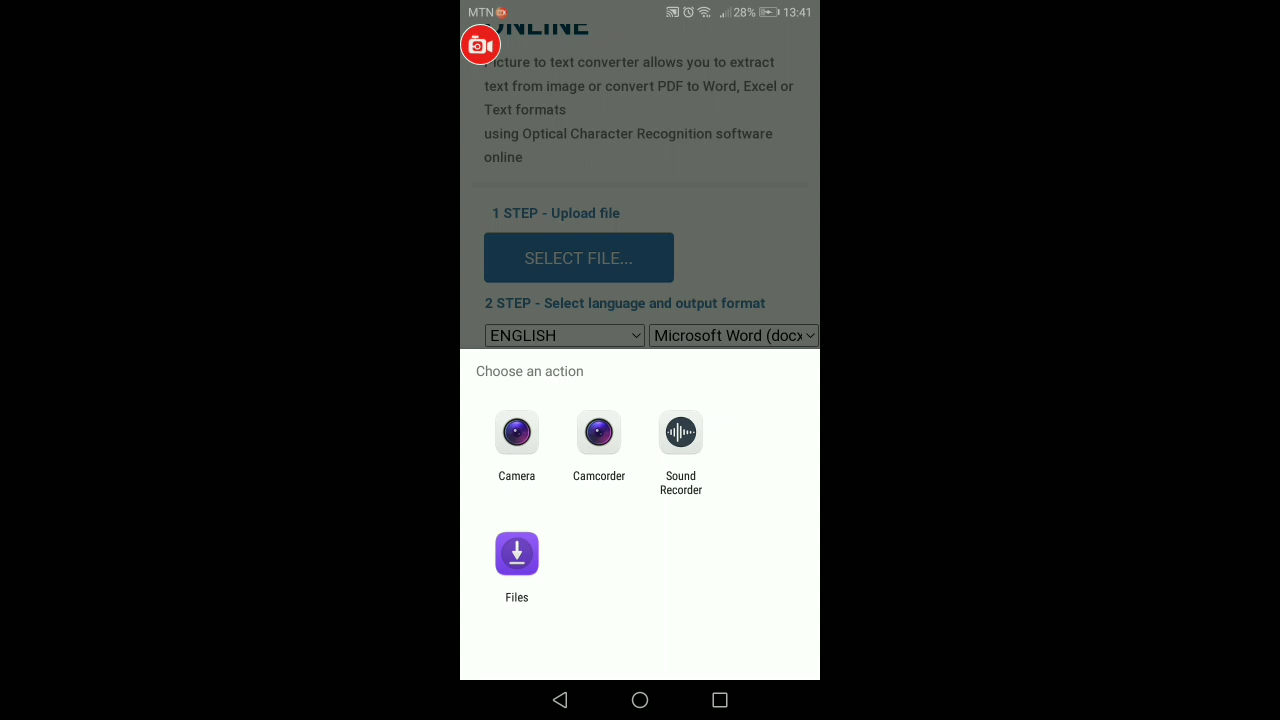 MTN
28% 13:41
ONLINE
Picture to text converter allows you to extract
text from image or convert PDF to Word, Excel or
Text formats
using Optical Character Recognition software
online
1 STEP - Upload file
SELECT FILE...
2 STEP - Select language and output format
ENGLISH Microsoft Word (docx
Choose an action
Camera Camcorder Sound
Recorder
Files